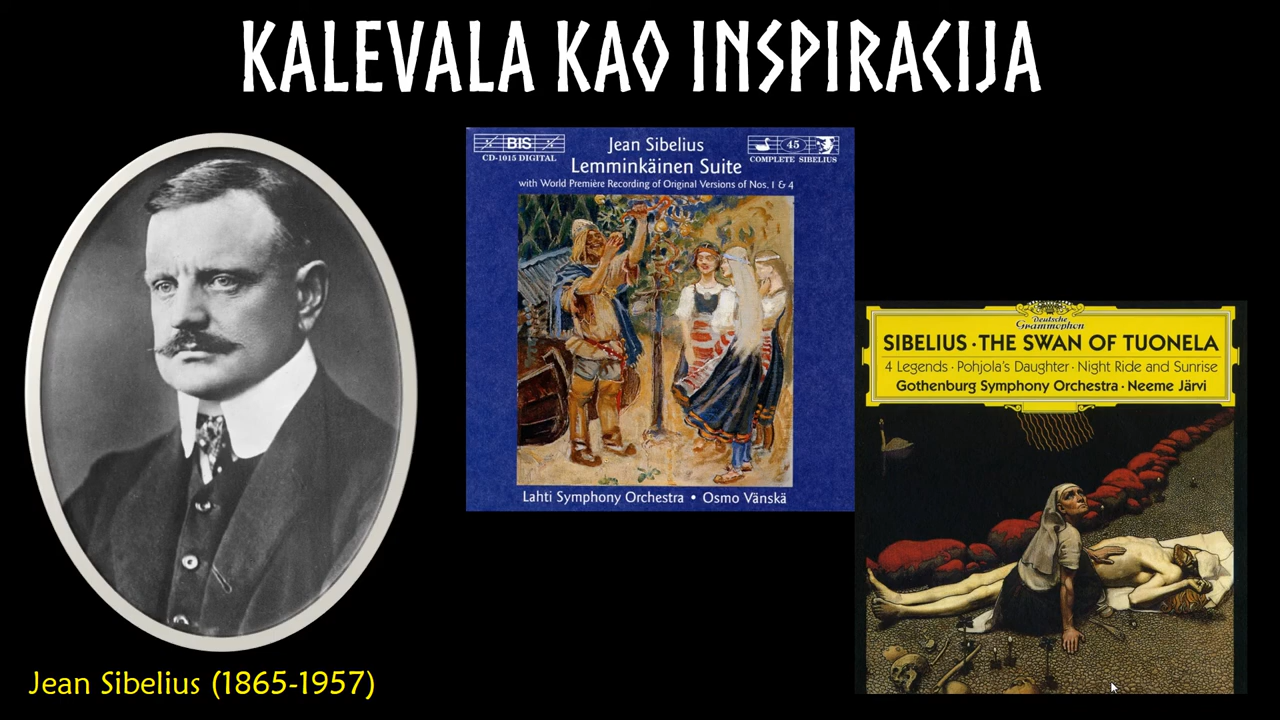 KALEVALA KAO INSPIRACIJA
BIS
CD-1015 DIGITAL
Jean Sibelius
Lemminkäinen Suite
with World Première Recording of Original Versions of Nos. 1 & 4
45
COMPLETE SIBELIUS
Lahti Symphony Orchestra • Osmo Vänskä
Deutsche
Grammophon
SIBELIUS · THE SWAN OF TUONELA
4 Legends · Pohjola's Daughter · Night Ride and Sunrise
Gothenburg Symphony Orchestra · Neeme Järvi
Jean Sibelius (1865-1957)